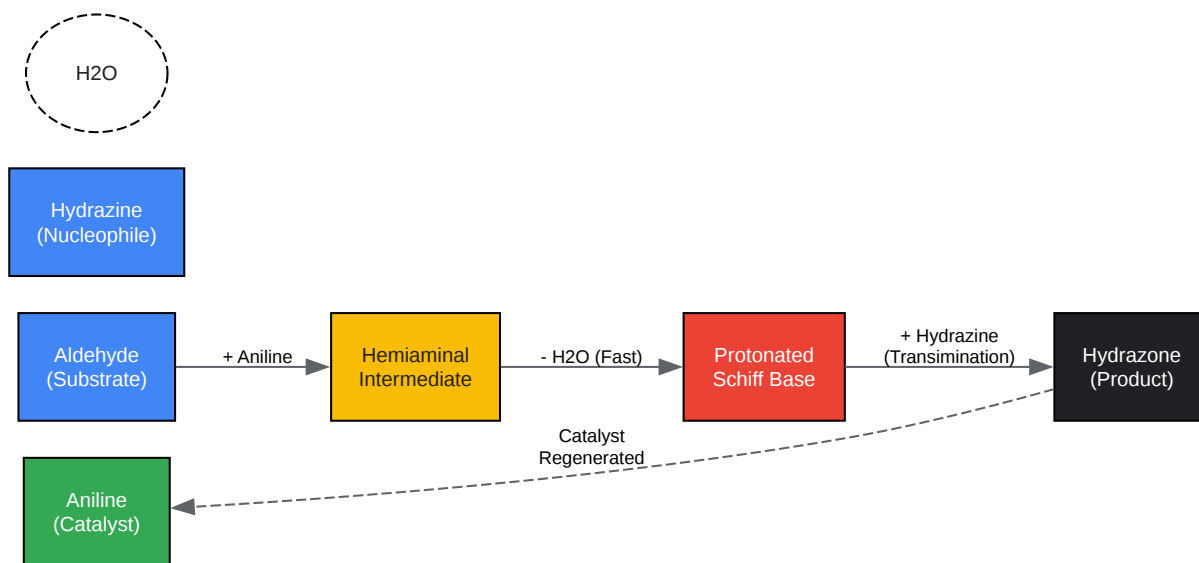 H2O
Hydrazine
(Nucleophile)
Aldehyde
(Substrate)
+ Aniline
Hemiaminal
Intermediate
- H2O (Fast)
Protonated
Schiff Base
+ Hydrazine
(Transimination)
Hydrazone
(Product)
Catalyst
Regenerated
Aniline
(Catalyst)